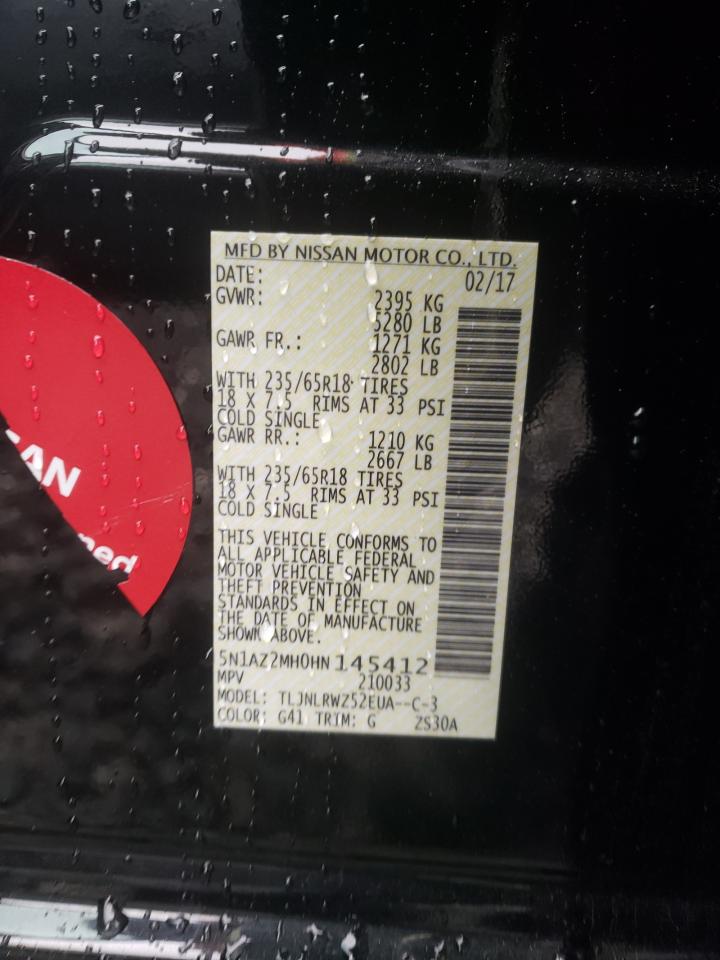 MFD BY NISSAN MOTOR CO., LTD.
DATE: 02/17
GVWR: 2395 KG
5280 LB
GAWR FR.: 1271 KG
2802 LB
WITH 235/65R18 TIRES
18 X 7.5 RIMS AT 33 PSI
COLD SINGLE
GAWR RR.: 1210 KG
2667 LB
WITH 235/65R18 TIRES
18 X 7.5 RIMS AT 33 PSI
COLD SINGLE
THIS VEHICLE CONFORMS TO
ALL APPLICABLE FEDERAL
MOTOR VEHICLE SAFETY AND
THEFT PREVENTION
STANDARDS IN EFFECT ON
THE DATE OF MANUFACTURE
SHOWN ABOVE.
5N1AZ2MH0HN145412
MPV 210033
MODEL: TLJNLRWZ52EUA--C-3
COLOR: G41 TRIM: G ZS30A
SAN
ned